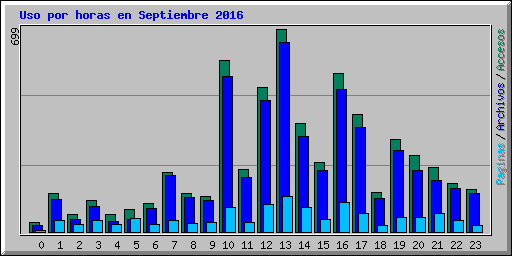 Uso por horas en Septiembre 2016
699
Paginas / Archivos / Accesos
0 1 2 3 4 5 6 7 8 9 10 11 12 13 14 15 16 17 18 19 20 21 22 23